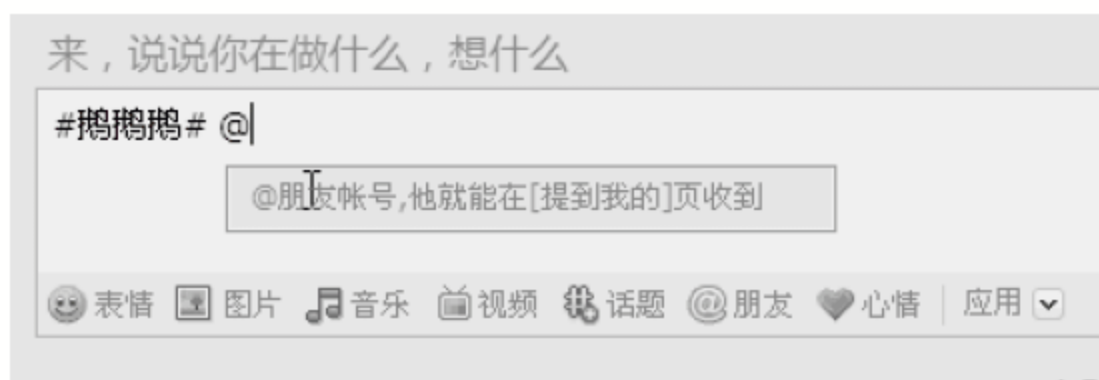 来，说说你在做什么，想什么
#鹅鹅鹅# @
@朋友帐号,他就能在[提到我的]页收到
表情 图片 音乐 视频 话题 朋友 心情 应用